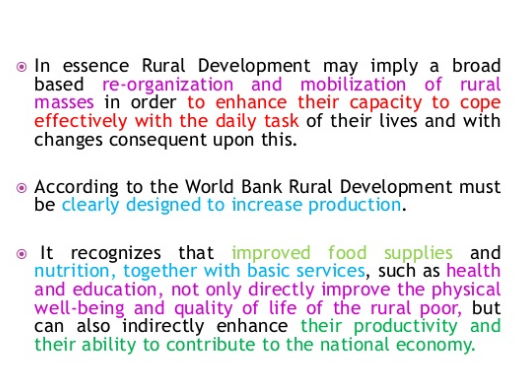 In essence Rural Development may imply a broad
based re-organization and mobilization of rural
masses in order to enhance their capacity to cope
effectively with the daily task of their lives and with
changes consequent upon this.
According to the World Bank Rural Development must
be clearly designed to increase production.
It recognizes that improved food supplies and
nutrition, together with basic services, such as health
and education, not only directly improve the physical
well-being and quality of life of the rural poor, but
can also indirectly enhance their productivity and
their ability to contribute to the national economy.